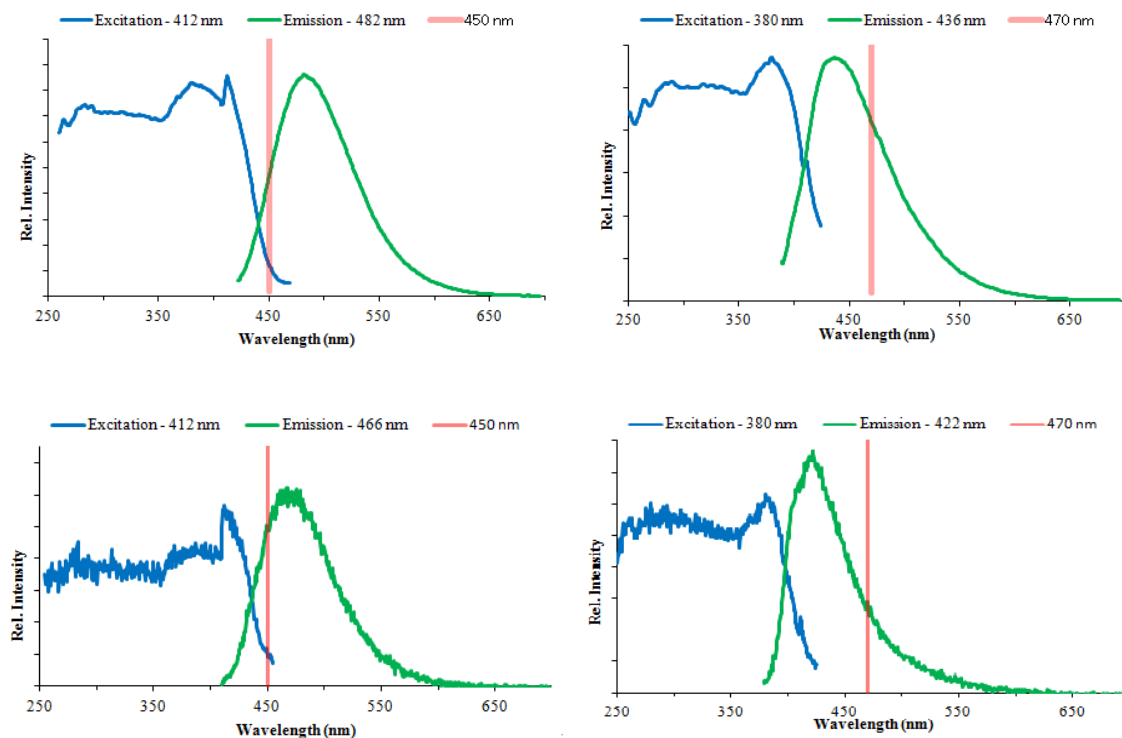 Excitation - 412 nm Emission - 482 nm 450 nm
Rel. Intensity
250 350 450 550 650
Wavelength (nm)
Excitation - 380 nm Emission - 436 nm 470 nm
Rel. Intensity
250 350 450 550 650
Wavelength (nm)
Excitation - 412 nm Emission - 466 nm 450 nm
Rel. Intensity
250 350 450 550 650
Wavelength (nm)
Excitation - 380 nm Emission - 422 nm 470 nm
Rel. Intensity
250 350 450 550 650
Wavelength (nm)